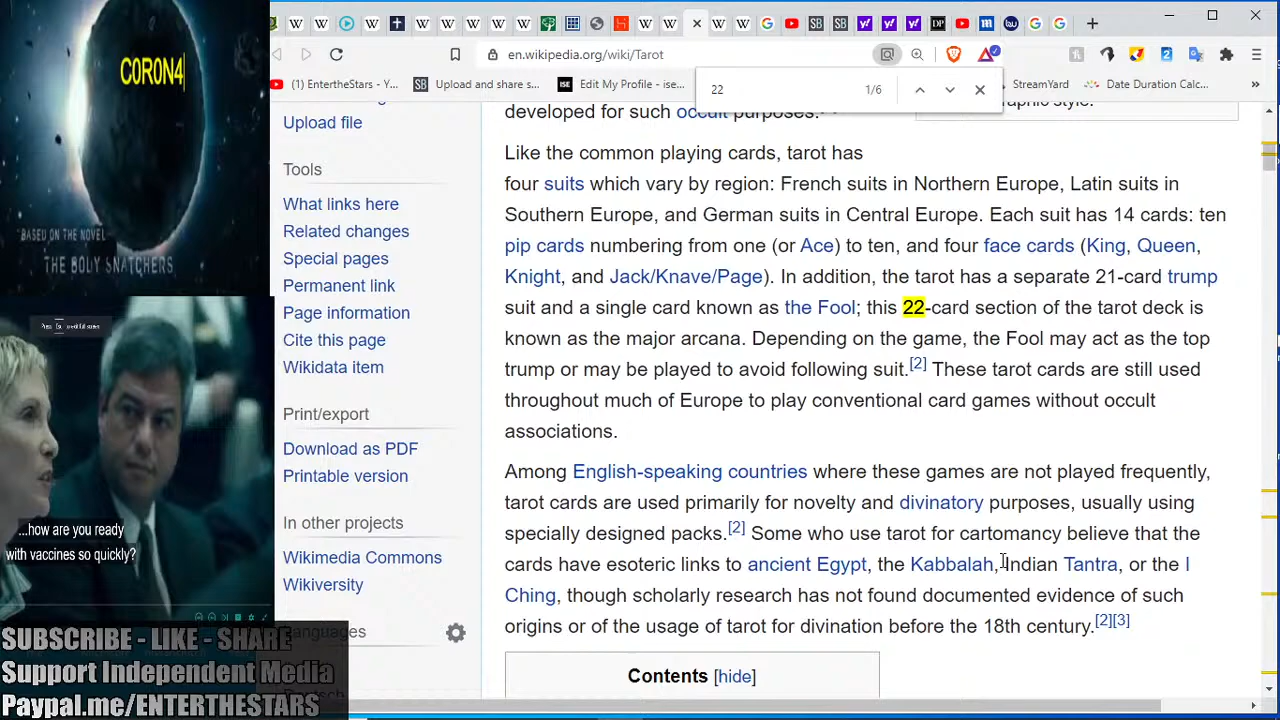 CORON4
BASED ON THE NOVEL
THE BODY SNATCHERS
...how are you ready
with vaccines so quickly?
SUBSCRIBE - LIKE - SHARE
Support Independent Media
Paypal.me/ENTERTHESTARS
en.wikipedia.org/wiki/Tarot
22
1/6
(1) EntertheStars - Y...
Upload and share s...
Edit My Profile - ise...
StreamYard
Date Duration Calc...
»
Upload file
Tools
What links here
Related changes
Special pages
Permanent link
Page information
Cite this page
Wikidata item
Print/export
Download as PDF
Printable version
In other projects
Wikimedia Commons
Wikiversity
developed for such occult purposes.
Like the common playing cards, tarot has
four suits which vary by region: French suits in Northern Europe, Latin suits in
Southern Europe, and German suits in Central Europe. Each suit has 14 cards: ten
pip cards numbering from one (or Ace) to ten, and four face cards (King, Queen,
Knight, and Jack/Knave/Page). In addition, the tarot has a separate 21-card trump
suit and a single card known as the Fool; this 22-card section of the tarot deck is
known as the major arcana. Depending on the game, the Fool may act as the top
trump or may be played to avoid following suit.[2] These tarot cards are still used
throughout much of Europe to play conventional card games without occult
associations.
Among English-speaking countries where these games are not played frequently,
tarot cards are used primarily for novelty and divinatory purposes, usually using
specially designed packs.[2] Some who use tarot for cartomancy believe that the
cards have esoteric links to ancient Egypt, the Kabbalah, Indian Tantra, or the I
Ching, though scholarly research has not found documented evidence of such
origins or of the usage of tarot for divination before the 18th century.[2][3]
Contents [hide]